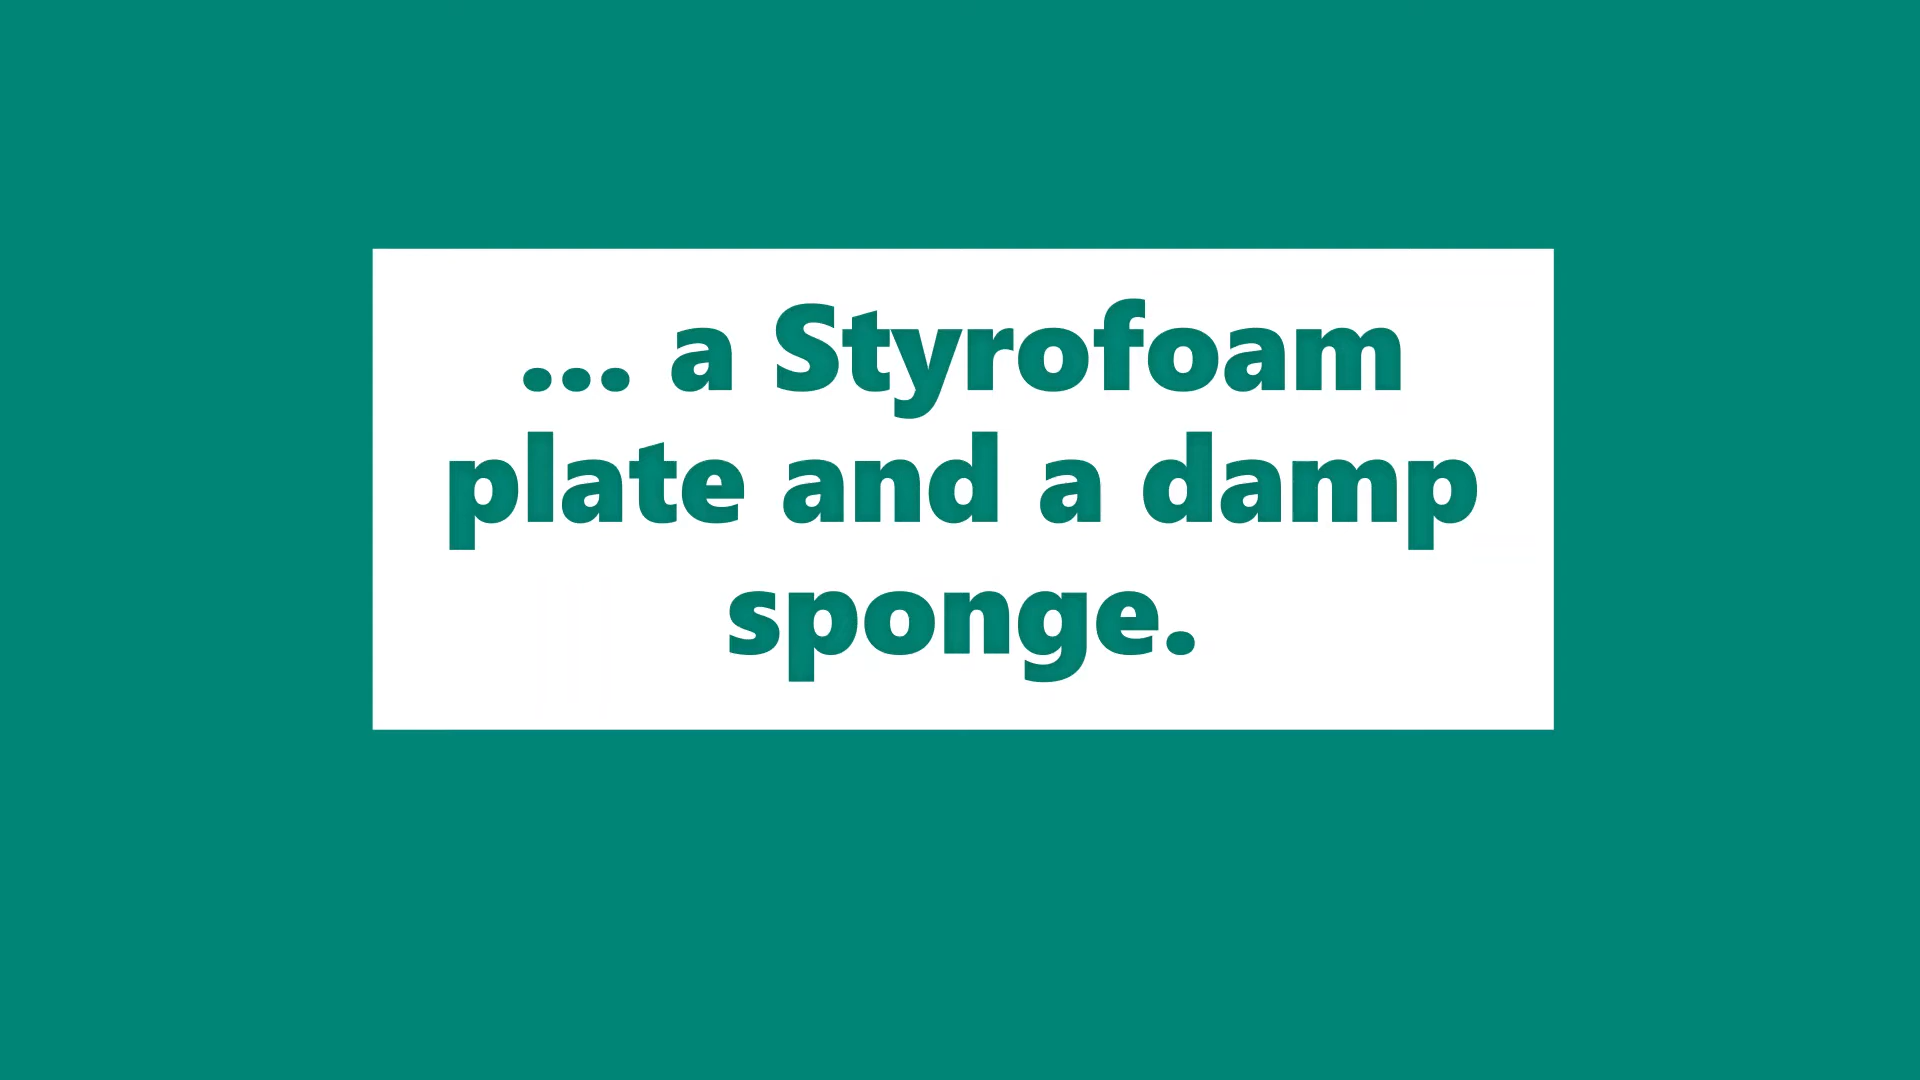 ... a Styrofoam
plate and a damp
sponge.